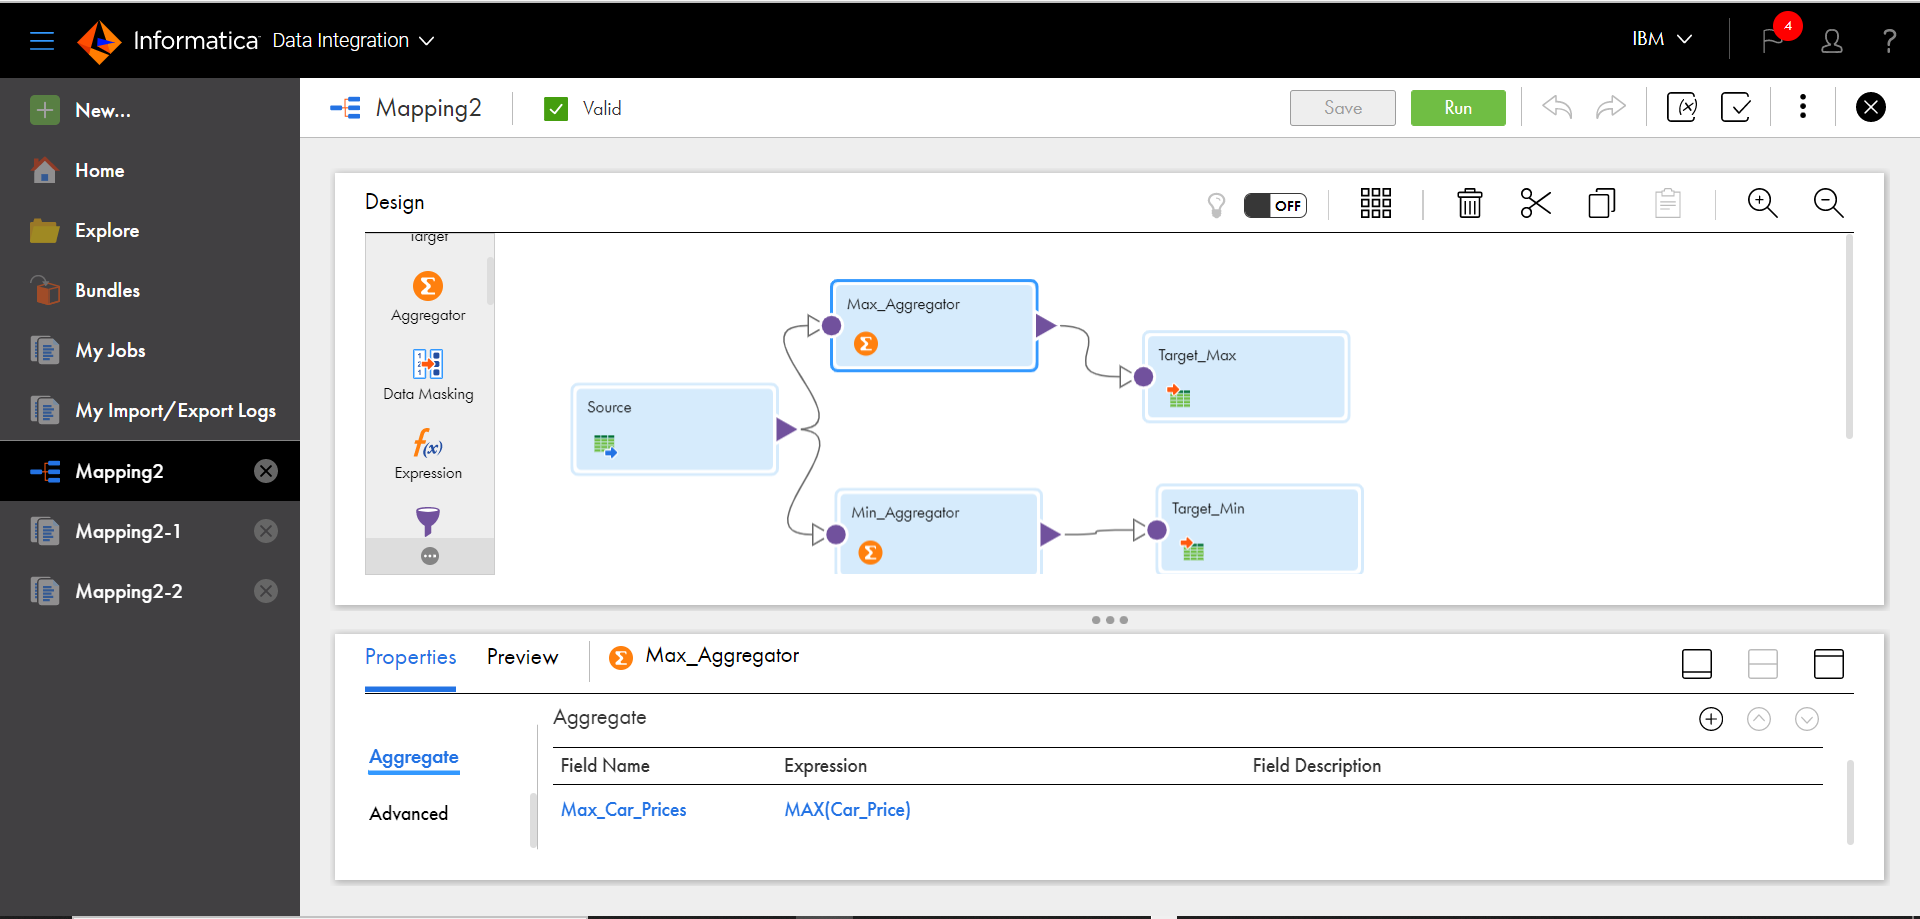 Informatica Data Integration
IBM
4
?
New...
Home
Explore
Bundles
My Jobs
My Import/Export Logs
Mapping2
Mapping2-1
Mapping2-2
Mapping2
Valid
Save
Run
(x)
Design
OFF
Target
Aggregator
Data Masking
f(x)
Expression
Source
Max_Aggregator
Target_Max
Min_Aggregator
Target_Min
Properties
Preview
Max_Aggregator
Aggregate
Advanced
Aggregate
Field Name
Expression
Field Description
Max_Car_Prices
MAX(Car_Price)